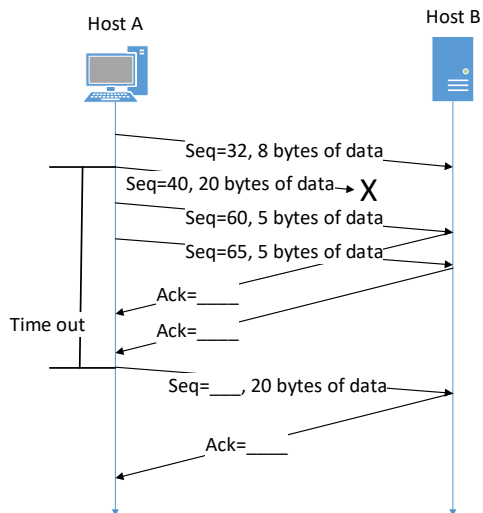 Host A
Host B
Seq=32, 8 bytes of data
Seq=40, 20 bytes of data
X
Seq=60, 5 bytes of data
Seq=65, 5 bytes of data
Ack=____
Ack=____
Time out
Seq=___, 20 bytes of data
Ack=____